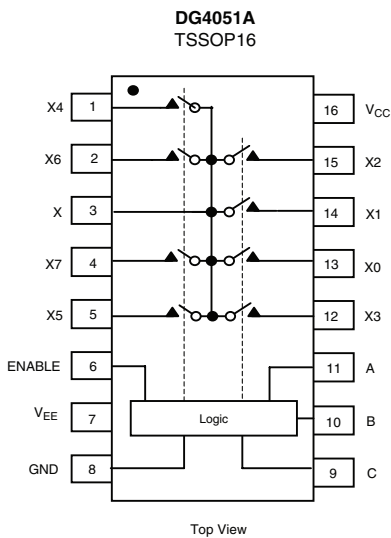 DG4051A
TSSOP16
X4 1 16 VCC
X6 2 15 X2
X 3 14 X1
X7 4 13 X0
X5 5 12 X3
ENABLE 6 11 A
VEE 7 Logic 10 B
GND 8 9 C
Top View